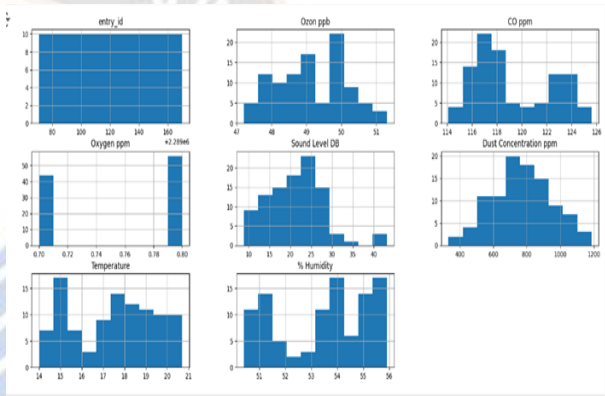 entry_id
10
8
6
4
2
0
80 100 120 140 160
+2.289e6
Ozon ppb
20
15
10
5
0
47 48 49 50 51
CO ppm
20
15
10
5
0
114 116 118 120 122 124 126
Oxygen ppm
50
40
30
20
10
0
0.70 0.72 0.74 0.76 0.78 0.80
Sound Level DB
20
15
10
5
0
10 15 20 25 30 35 40
Dust Concentration ppm
20
15
10
5
0
400 600 800 1000 1200
Temperature
15
10
5
0
14 15 16 17 18 19 20 21
% Humidity
15
10
5
0
51 52 53 54 55 56